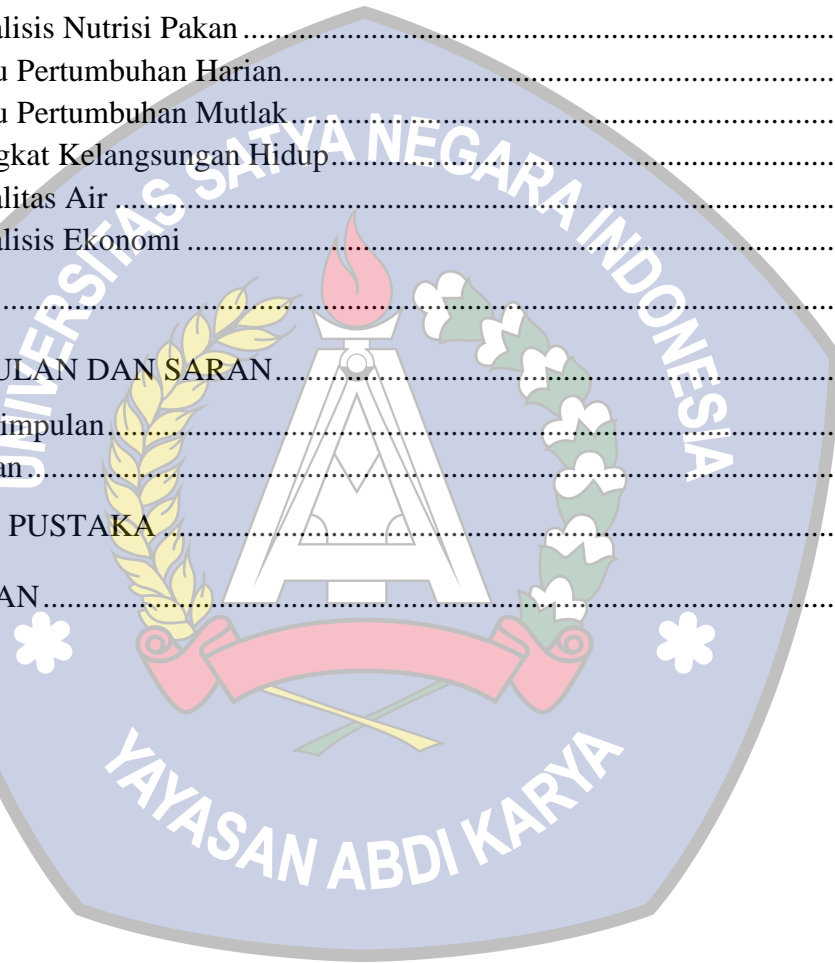 alisis Nutrisi Pakan ..............................................................................
u Pertumbuhan Harian..............................................................................
u Pertumbuhan Mutlak..............................................................................
gkat Kelangsungan Hidup..............................................................................
alitas Air ..............................................................................
alisis Ekonomi ..............................................................................
..............................................................................
ULAN DAN SARAN..............................................................................
impulan..............................................................................
an ..............................................................................
PUSTAKA ..............................................................................
AN..............................................................................
UNIVERSITAS SATYA NEGARA INDONESIA
YAYASAN ABDI KARYA